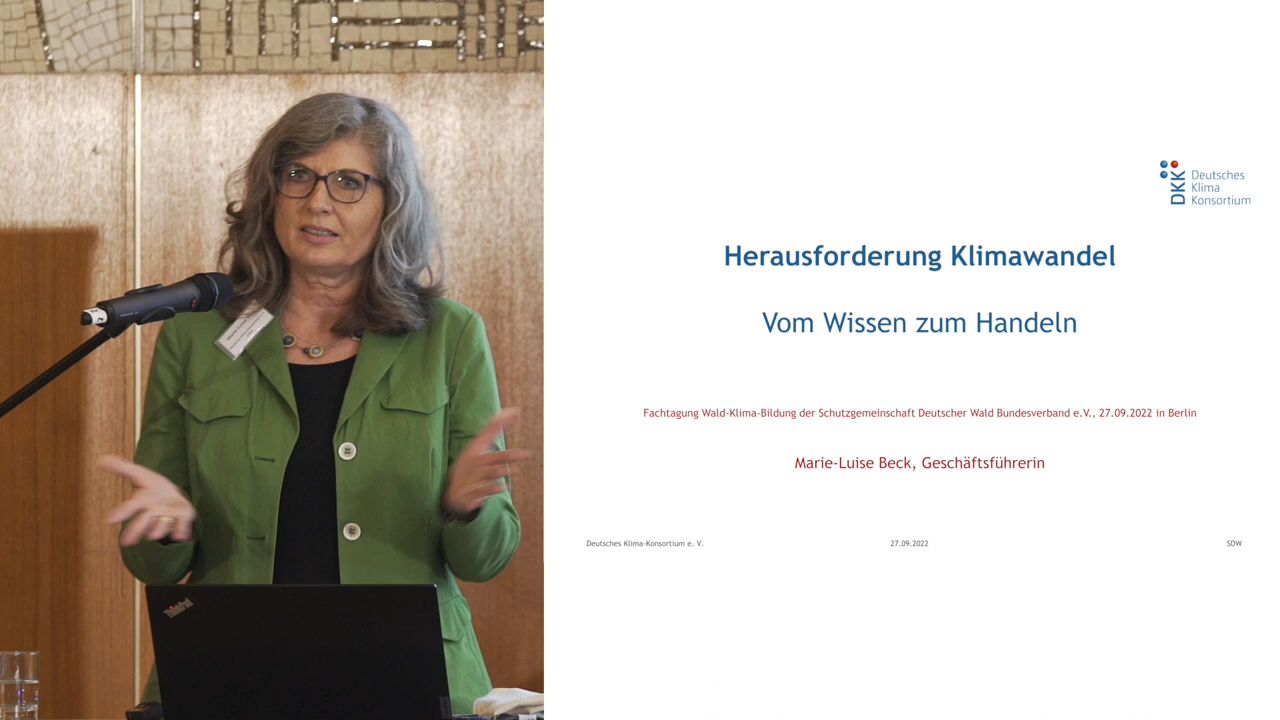 DKK Deutsches
Klima
Konsortium
Herausforderung Klimawandel
Vom Wissen zum Handeln
Fachtagung Wald-Klima-Bildung der Schutzgemeinschaft Deutscher Wald Bundesverband e.V., 27.09.2022 in Berlin
Marie-Luise Beck, Geschäftsführerin
Deutsches Klima-Konsortium e. V. 27.09.2022 SDW
ThinkPad